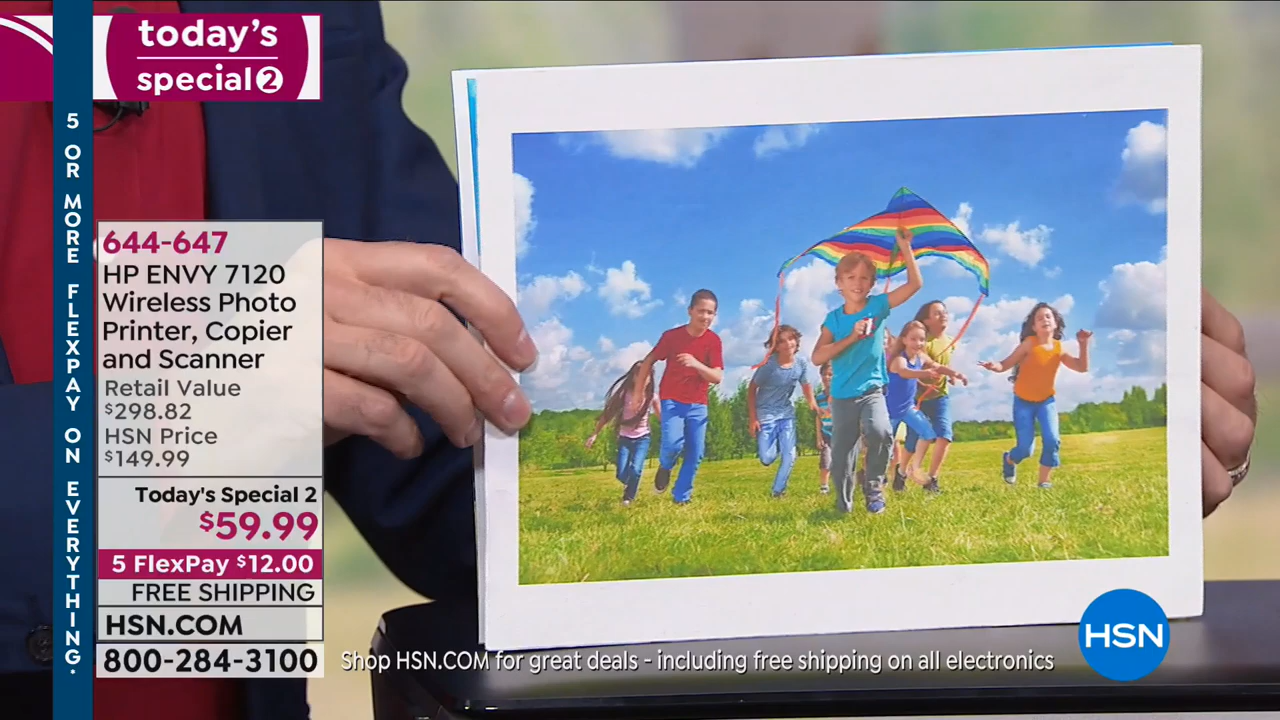 today's
special2
5 OR MORE FLEXPAY ON EVERYTHING.
644-647
HP ENVY 7120
Wireless Photo
Printer, Copier
and Scanner
Retail Value
$298.82
HSN Price
$149.99
Today's Special 2
$59.99
5 FlexPay $12.00
FREE SHIPPING
HSN.COM
800-284-3100
Shop HSN.COM for great deals - including free shipping on all electronics
HSN